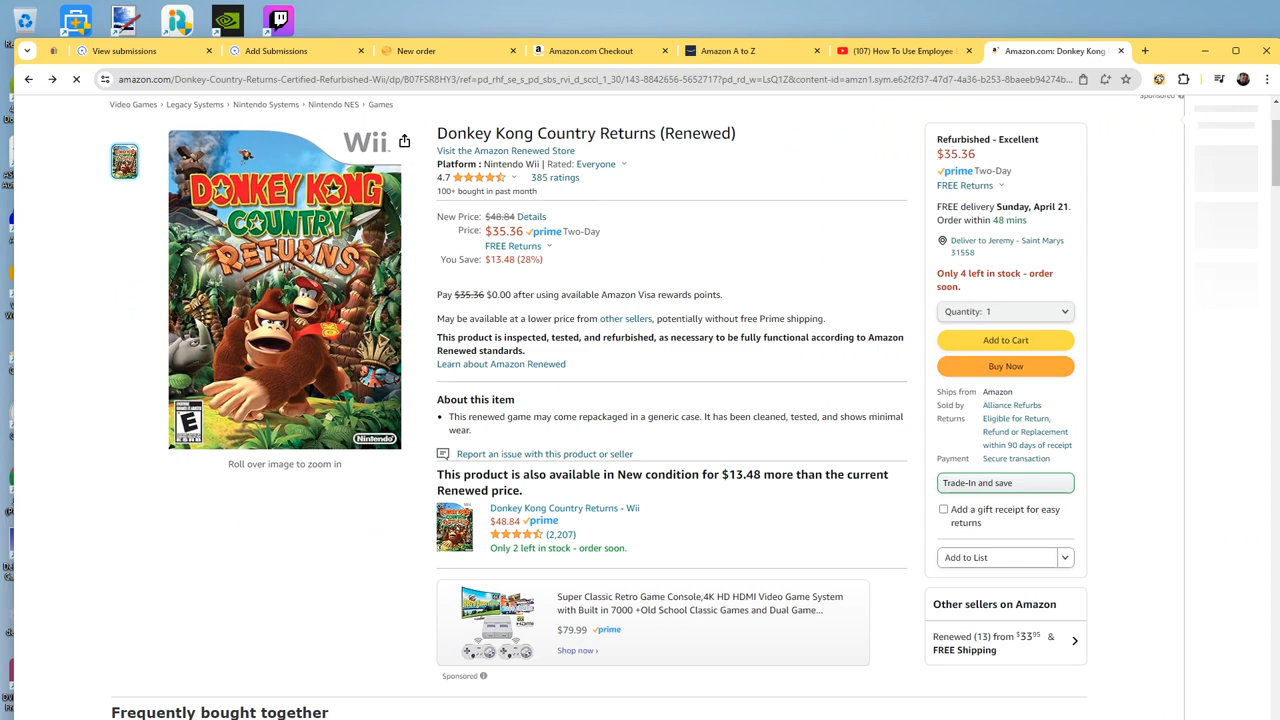 View submissions
Add Submissions
New order
Amazon.com Checkout
Amazon A to Z
(107) How To Use Employee
Amazon.com: Donkey Kong
amazon.com/Donkey-Country-Returns-Certified-Refurbished-Wii/dp/B07FSR8HY3/ref=pd_rhf_se_s_pd_sbs_rvi_d_sccl_1_30/143-8842656-5652717?pd_rd_w=LsQ1Z&content-id=amzn1.sym.e62f2f37-47d7-4a36-b253-8baeeb94274b...
Sponsored
Video Games › Legacy Systems › Nintendo Systems › Nintendo NES › Games
Wii
DONKEY KONG
COUNTRY
RETURNS
E
Nintendo
Roll over image to zoom in
Donkey Kong Country Returns (Renewed)
Visit the Amazon Renewed Store
Platform : Nintendo Wii | Rated: Everyone
4.7 385 ratings
100+ bought in past month
New Price: $48.84 Details
Price: $35.36 prime Two-Day
FREE Returns
You Save: $13.48 (28%)
Pay $35.36 $0.00 after using available Amazon Visa rewards points.
May be available at a lower price from other sellers, potentially without free Prime shipping.
This product is inspected, tested, and refurbished, as necessary to be fully functional according to Amazon
Renewed standards.
Learn about Amazon Renewed
About this item
• This renewed game may come repackaged in a generic case. It has been cleaned, tested, and shows minimal
wear.
Report an issue with this product or seller
This product is also available in New condition for $13.48 more than the current
Renewed price.
Donkey Kong Country Returns - Wii
$48.84 prime
(2,207)
Only 2 left in stock - order soon.
Super Classic Retro Game Console,4K HD HDMI Video Game System
with Built in 7000 +Old School Classic Games and Dual Game...
$79.99 prime
Shop now ›
Sponsored
Refurbished - Excellent
$35.36
prime Two-Day
FREE Returns
FREE delivery Sunday, April 21.
Order within 48 mins
Deliver to Jeremy - Saint Marys
31558
Only 4 left in stock - order
soon.
Quantity: 1
Add to Cart
Buy Now
Ships from Amazon
Sold by Alliance Refurbs
Returns Eligible for Return,
Refund or Replacement
within 90 days of receipt
Payment Secure transaction
Trade-In and save
Add a gift receipt for easy
returns
Add to List
Other sellers on Amazon
Renewed (13) from $33.95 &
FREE Shipping
Frequently bought together